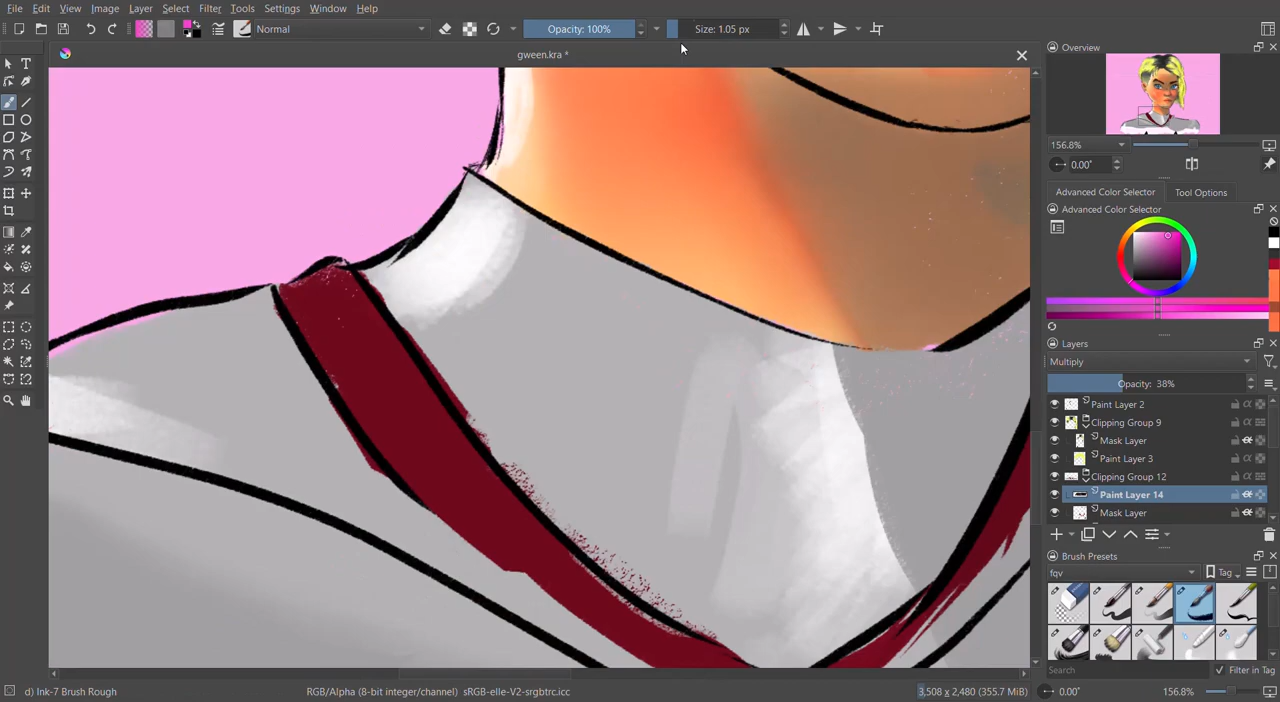 File Edit View Image Layer Select Filter Tools Settings Window Help
Normal Opacity: 100% Size: 1.05 px
gween.kra *
Overview
156.8%
0.00°
Advanced Color Selector Tool Options
Advanced Color Selector
Layers
Multiply
Opacity: 38%
Paint Layer 2
Clipping Group 9
Mask Layer
Paint Layer 3
Clipping Group 12
Paint Layer 14
Mask Layer
Brush Presets
fqv Tag
Search Filter in Tag
d) Ink-7 Brush Rough RGB/Alpha (8-bit integer/channel) sRGB-elle-V2-srgbtrc.icc 3,508 x 2,480 (355.7 MiB) 0.00° 156.8%